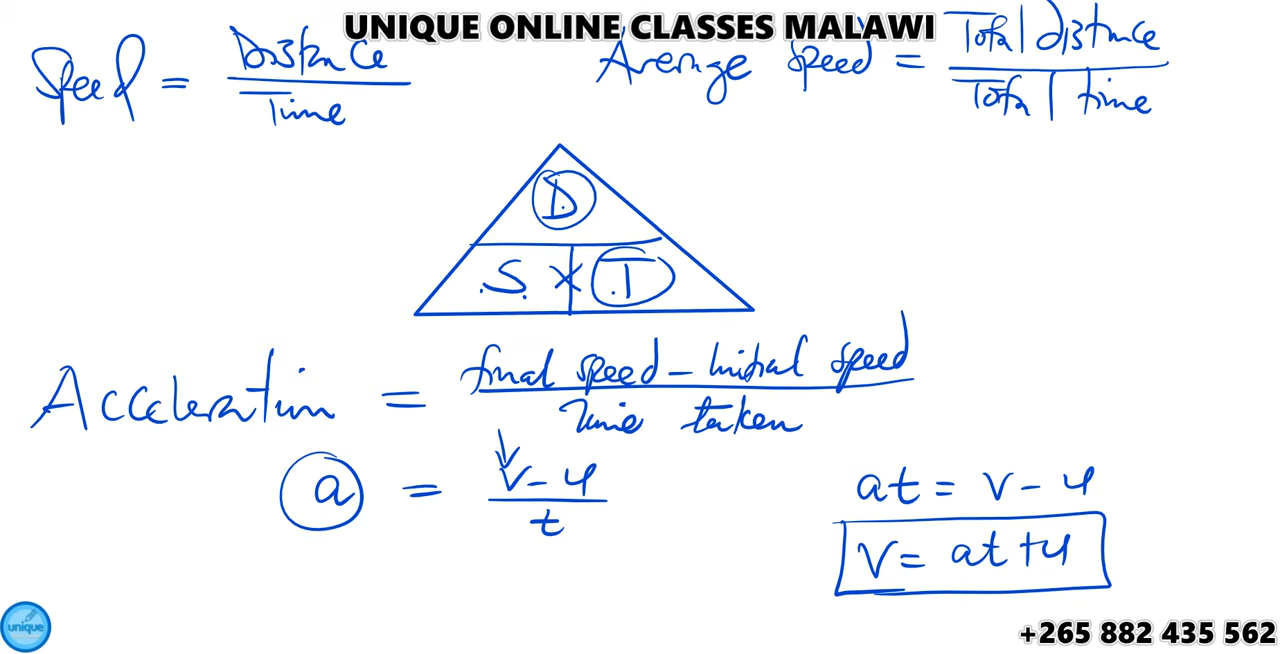 UNIQUE ONLINE CLASSES MALAWI
Speed = Distance / Time
Average speed = Total distance / Total time
D
S × T
Acceleration = final speed – Initial speed / Time taken
a = v – u / t
at = v – u
v = at + u
unique
+265 882 435 562